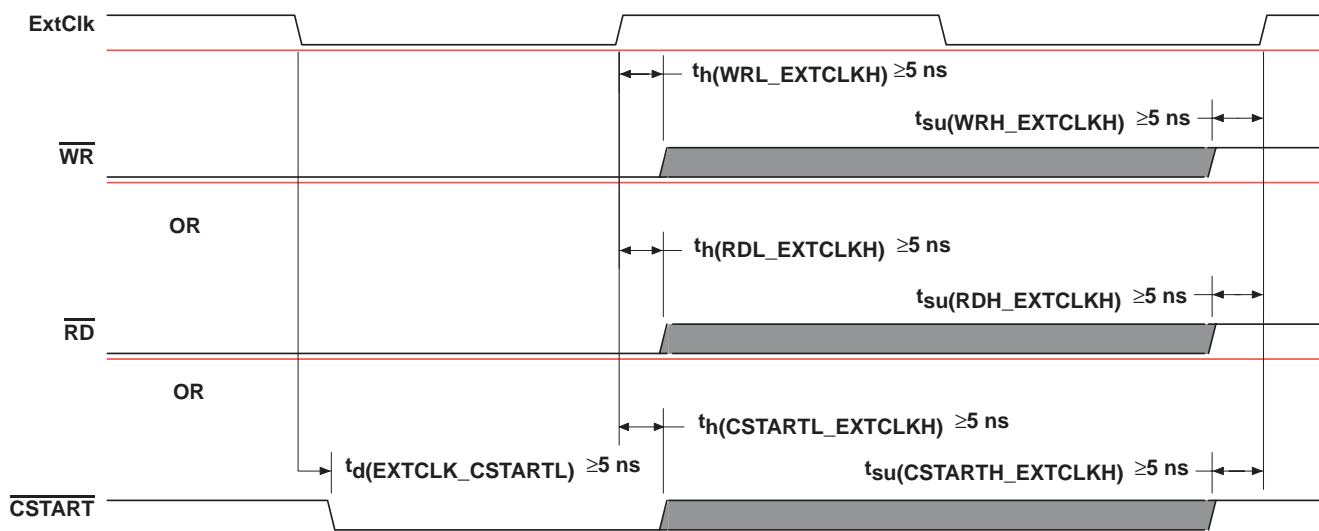 ExtClk
th(WRL_EXTCLKH) ≥5 ns
tsu(WRH_EXTCLKH) ≥5 ns
WR
OR
th(RDL_EXTCLKH) ≥5 ns
tsu(RDH_EXTCLKH) ≥5 ns
RD
OR
th(CSTARTL_EXTCLKH) ≥5 ns
td(EXTCLK_CSTARTL) ≥5 ns
tsu(CSTARTH_EXTCLKH) ≥5 ns
CSTART